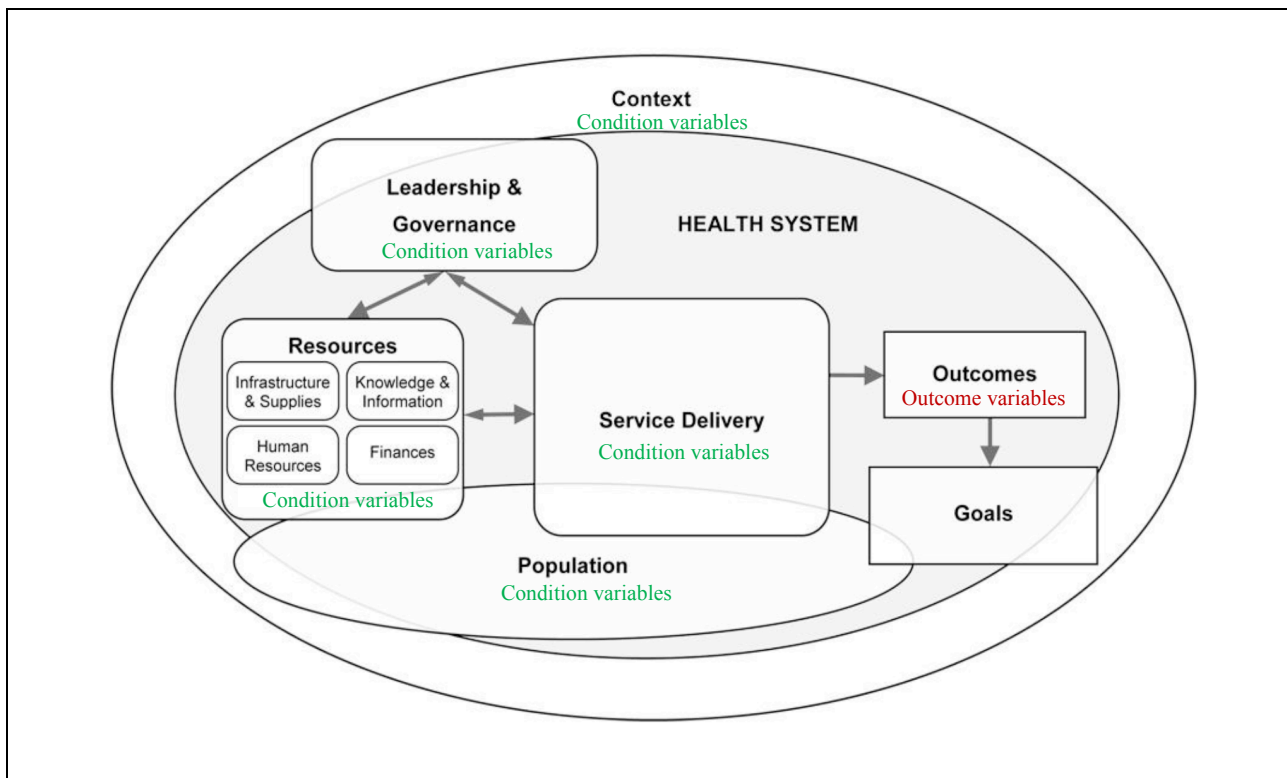 Context
Condition variables
Leadership &
Governance
Condition variables
HEALTH SYSTEM
Resources
Infrastructure
& Supplies
Knowledge &
Information
Human
Resources
Finances
Condition variables
Service Delivery
Condition variables
Outcomes
Outcome variables
Goals
Population
Condition variables